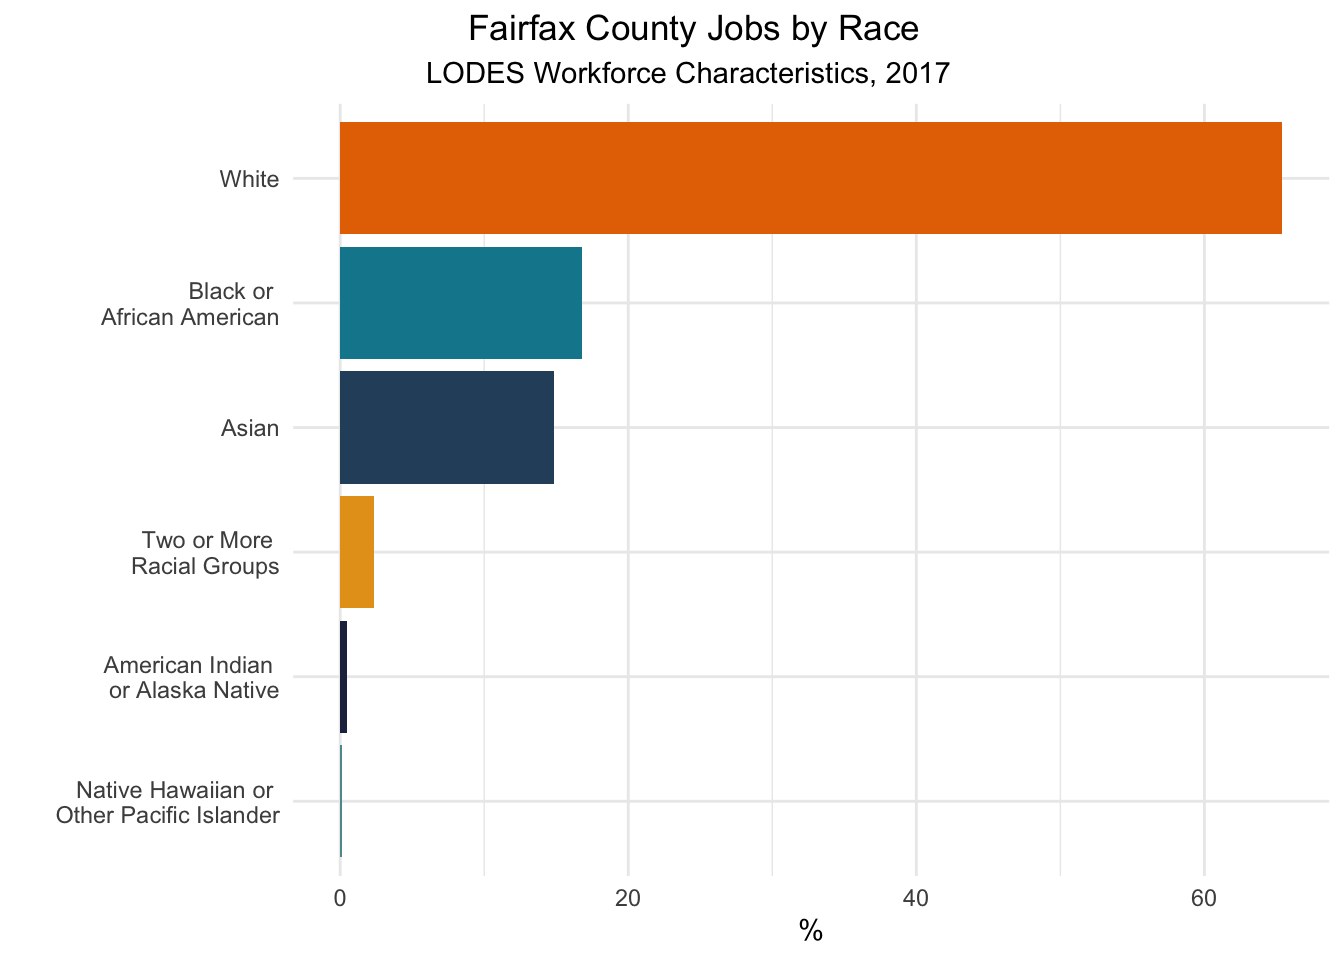 Fairfax County Jobs by Race
LODES Workforce Characteristics, 2017
White
Black or
African American
Asian
Two or More
Racial Groups
American Indian
or Alaska Native
Native Hawaiian or
Other Pacific Islander
0 20 40 60
%